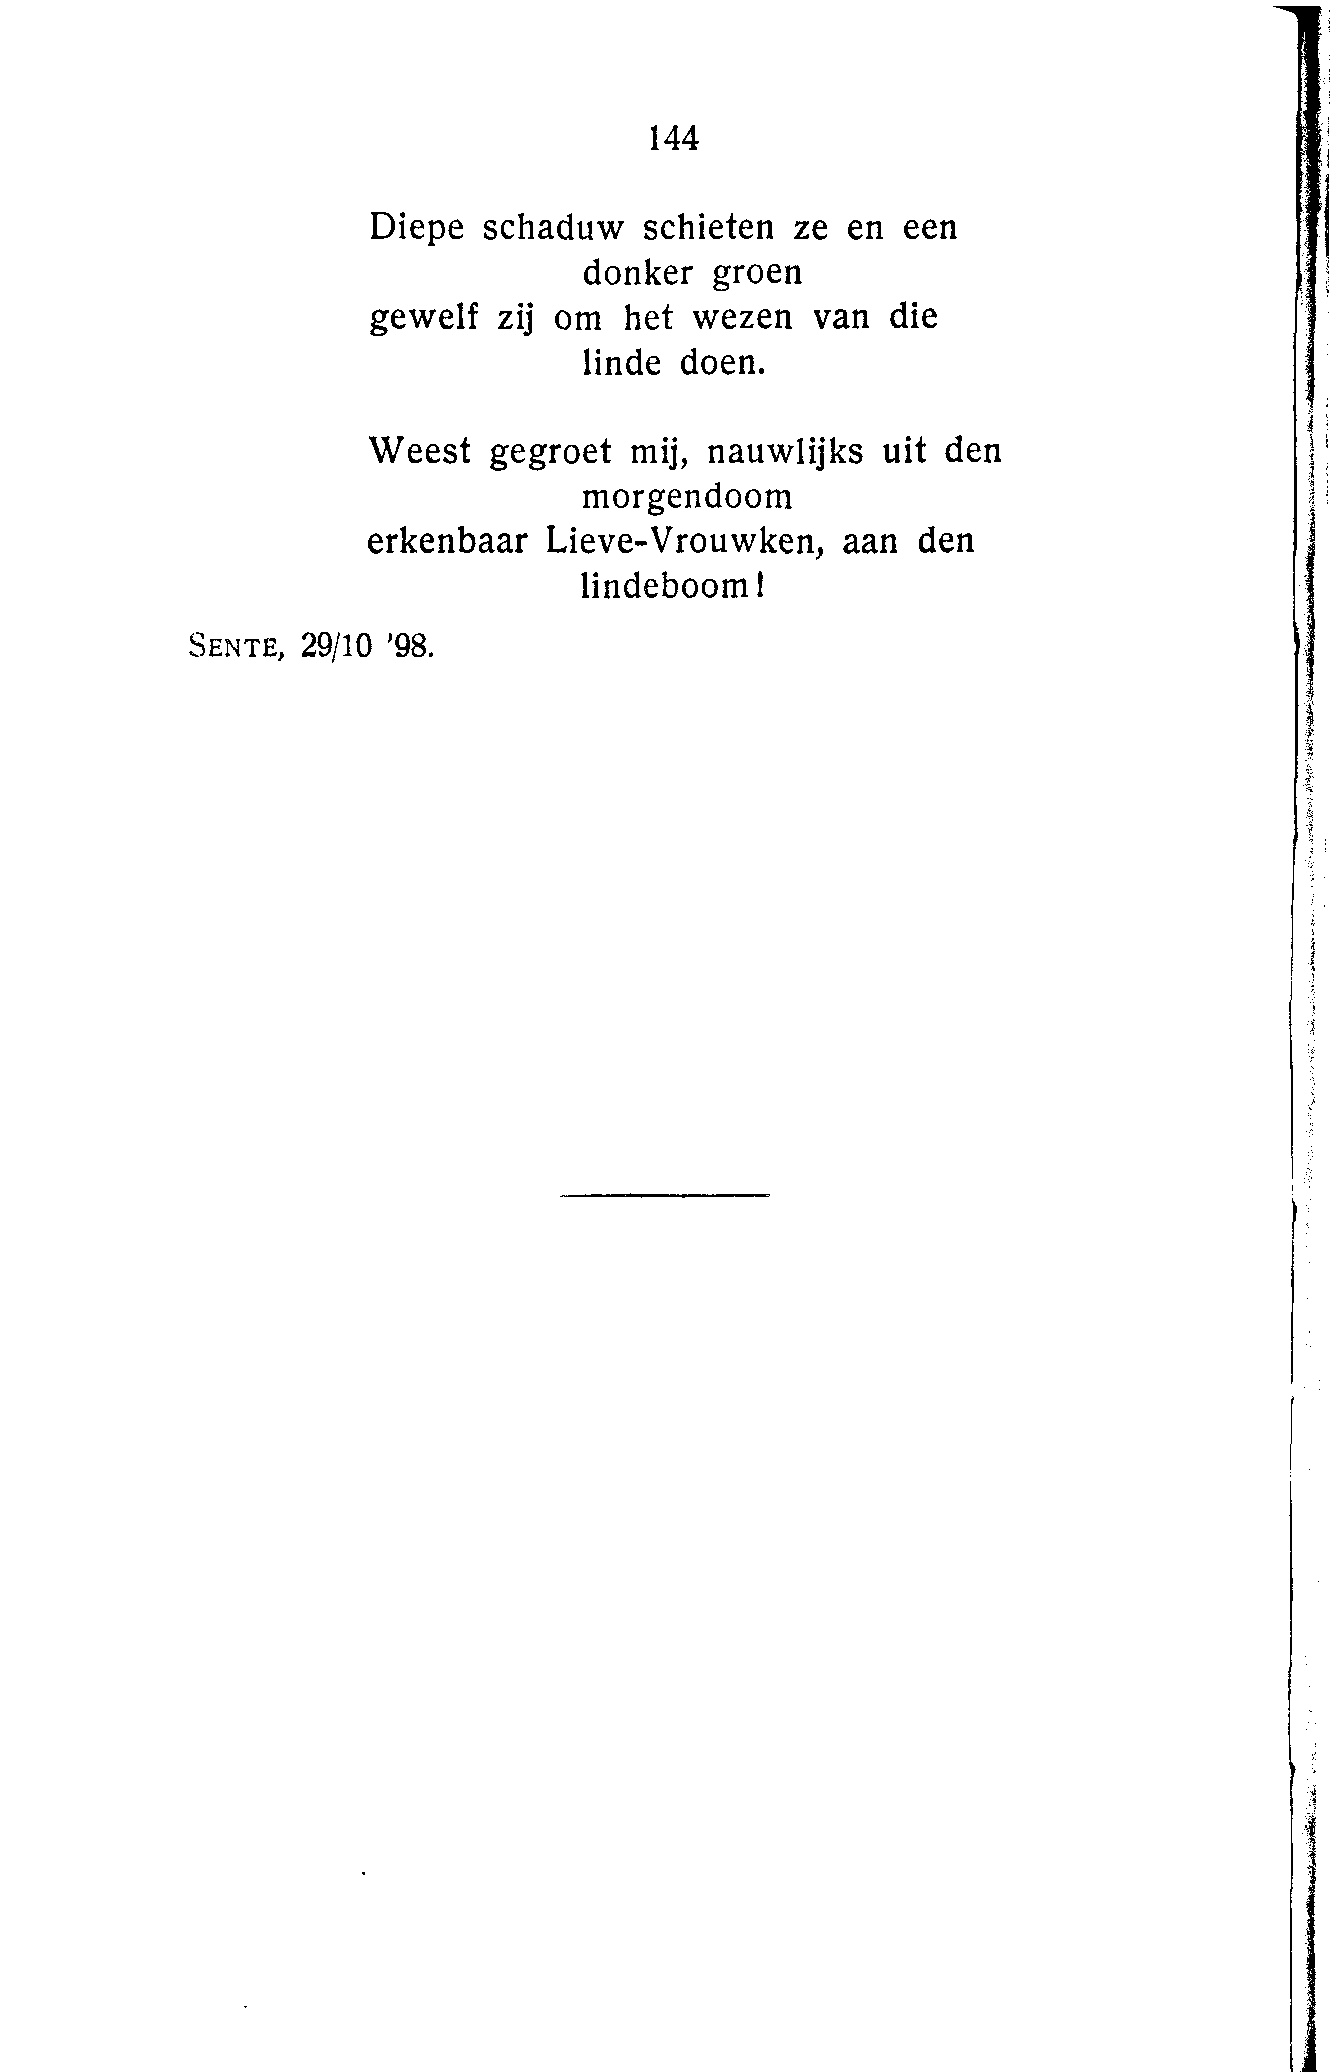 144
Diepe schaduw schieten ze en een
donker groen
gewelf zij om het wezen van die
linde doen.
Weest gegroet mij, nauwlijks uit den
morgendoom
erkenbaar Lieve-Vrouwken, aan den
lindeboom!
SENTE, 29/10 '98.